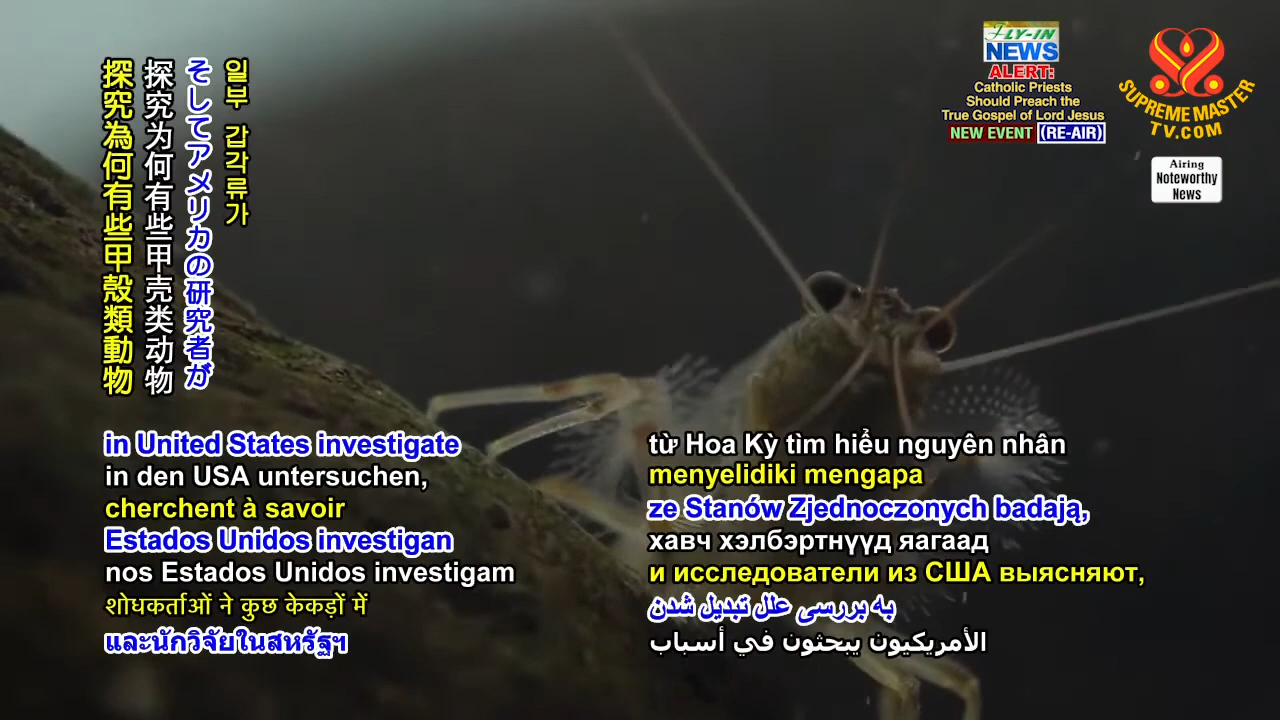 FLY-IN
NEWS
ALERT:
Catholic Priests
Should Preach the
True Gospel of Lord Jesus
NEW EVENT (RE-AIR)
SUPREME MASTER
TV.COM
Airing
Noteworthy
News
일부 갑각류가
そしてアメリカの研究者が
探究为何有些甲壳类动物
探究為何有些甲殼類動物
in United States investigate
in den USA untersuchen,
cherchent à savoir
Estados Unidos investigan
nos Estados Unidos investigam
शोधकर्ताओं ने कुछ केकड़ों में
และนักวิจัยในสหรัฐฯ
từ Hoa Kỳ tìm hiểu nguyên nhân
menyelidiki mengapa
ze Stanów Zjednoczonych badają,
хавч хэлбэртнүүд яагаад
и исследователи из США выясняют,
به بررسی علل تبدیل شدن
الأمريكيون يبحثون في أسباب